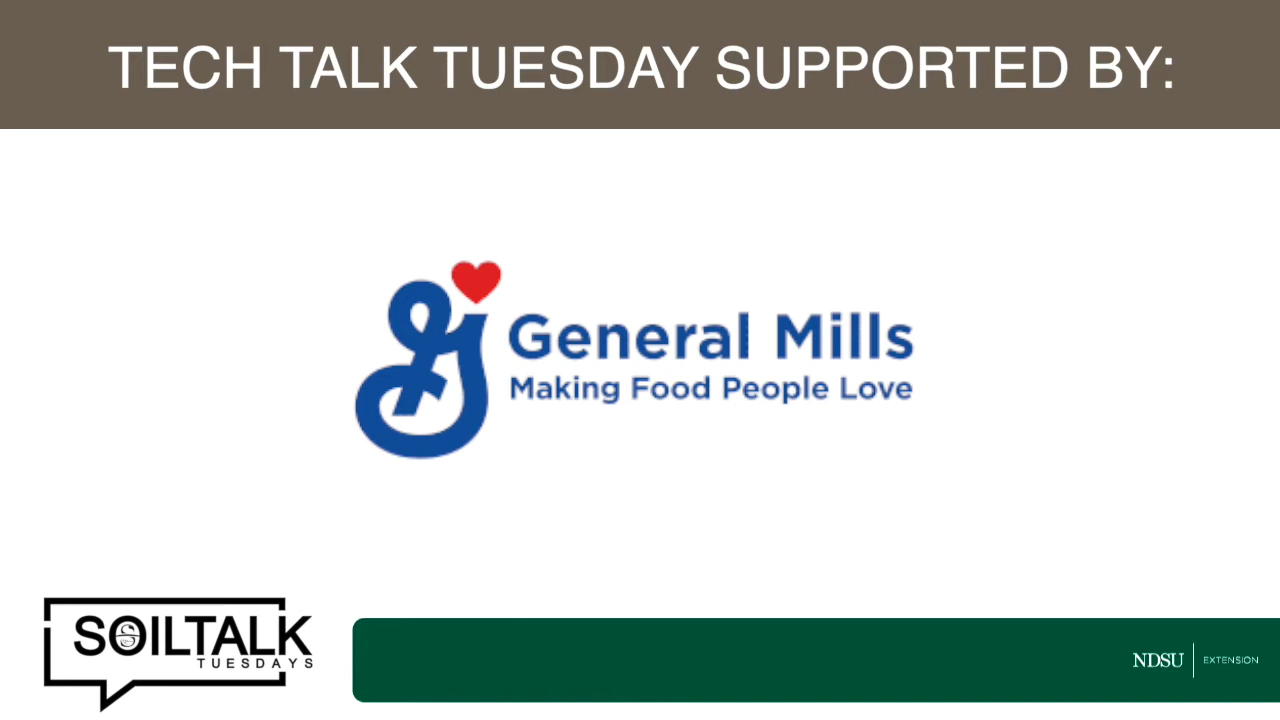 TECH TALK TUESDAY SUPPORTED BY:
General Mills
Making Food People Love
SOILTALK
TUESDAYS
NDSU
EXTENSION